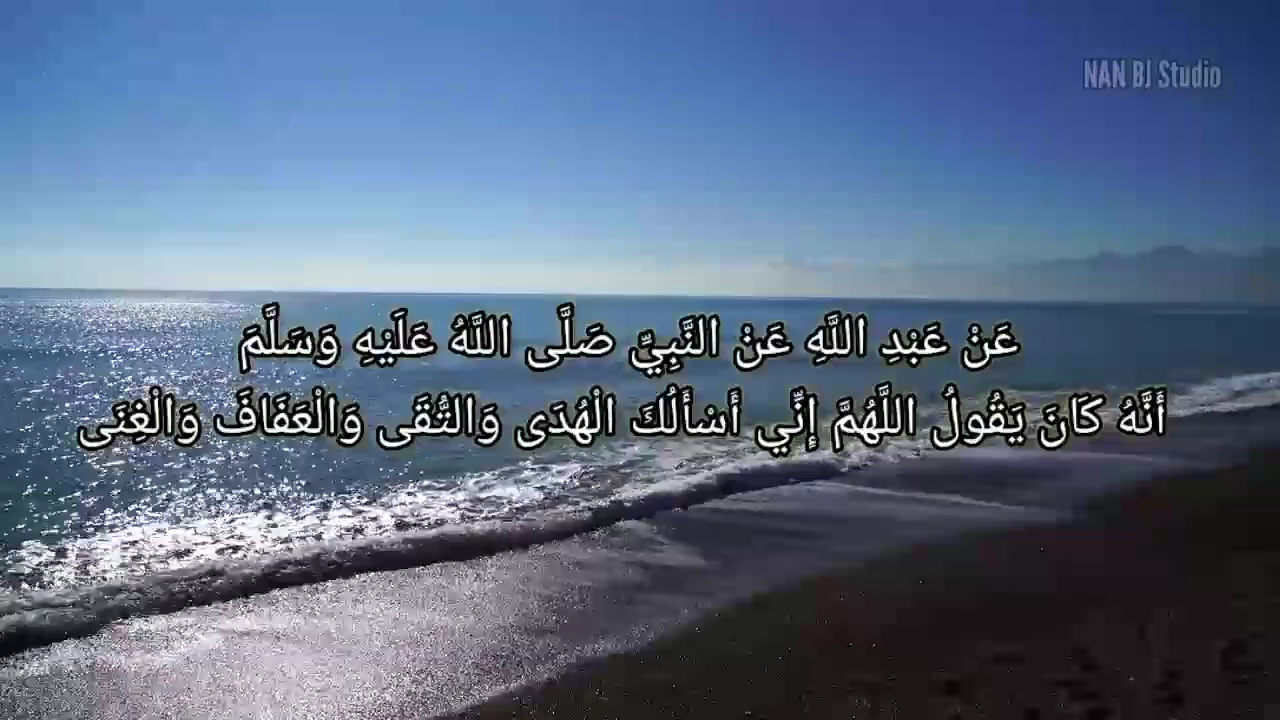 NAN BJ Studio
عَنْ عَبْدِ اللَّهِ عَنْ النَّبِيِّ صَلَّى اللَّهُ عَلَيْهِ وَسَلَّمَ
أَنَّهُ كَانَ يَقُولُ اللَّهُمَّ إِنِّي أَسْأَلُكَ الْهُدَى وَالتُّقَى وَالْعَفَافَ وَالْغِنَى